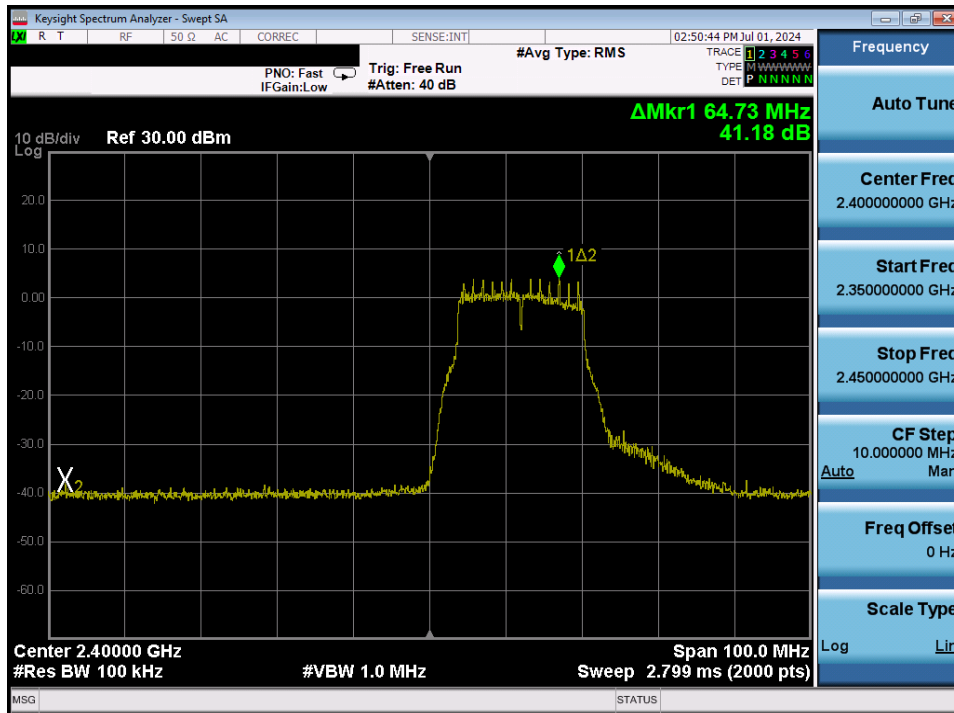 Keysight Spectrum Analyzer - Swept SA
LXI R T RF 50 Ω AC CORREC SENSE:INT 02:50:44 PM Jul 01, 2024
#Avg Type: RMS
TRACE 1 2 3 4 5 6
TYPE M W W W W W
DET P N N N N N
PNO: Fast Trig: Free Run
IFGain:Low #Atten: 40 dB
ΔMkr1 64.73 MHz
41.18 dB
10 dB/div Ref 30.00 dBm
Log
20.0
10.0
0.00
-10.0
-20.0
-30.0
-40.0
-50.0
-60.0
1Δ2
X2
Center 2.40000 GHz Span 100.0 MHz
#Res BW 100 kHz #VBW 1.0 MHz Sweep 2.799 ms (2000 pts)
MSG STATUS
Frequency
Auto Tune
Center Freq
2.400000000 GHz
Start Freq
2.350000000 GHz
Stop Freq
2.450000000 GHz
CF Step
10.000000 MHz
Auto Man
Freq Offset
0 Hz
Scale Type
Log Lin